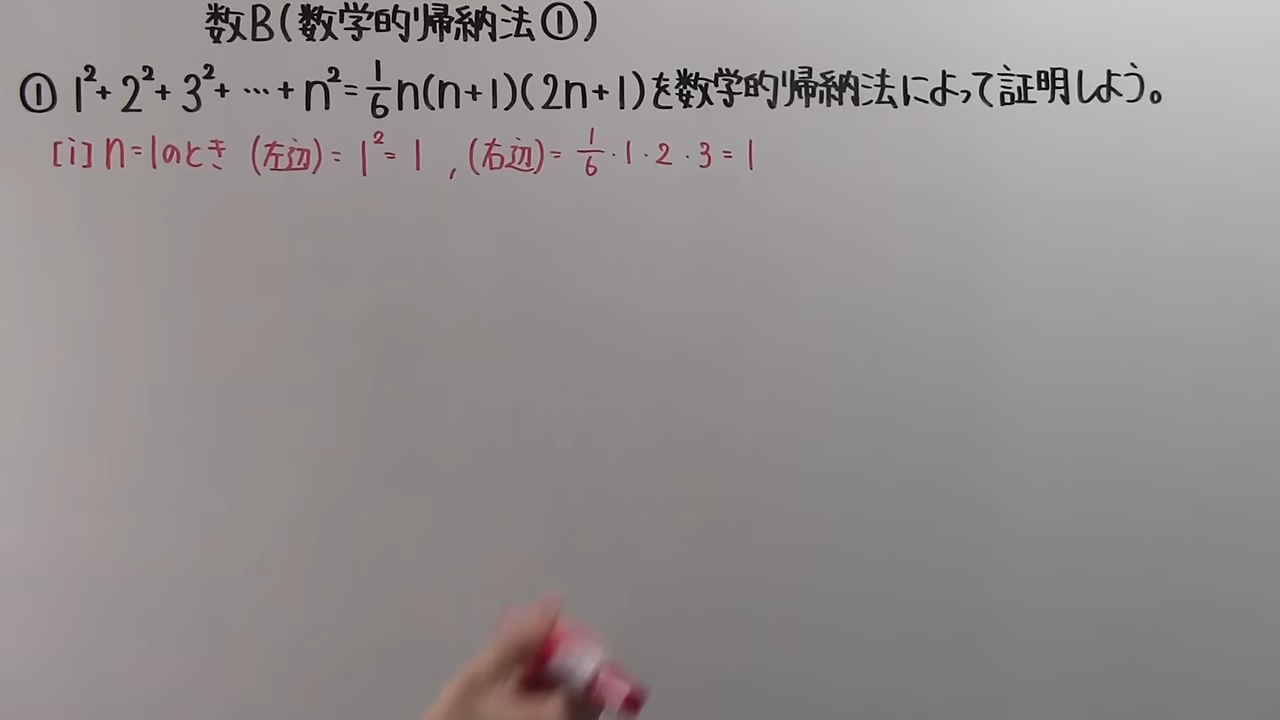 数B(数学的帰納法①)
① 1²+2²+3²+…+n²=1/6n(n+1)(2n+1)を数学的帰納法によって証明しよう。
[i]n=1のとき (左辺)=1²=1 , (右辺)=1/6・1・2・3=1